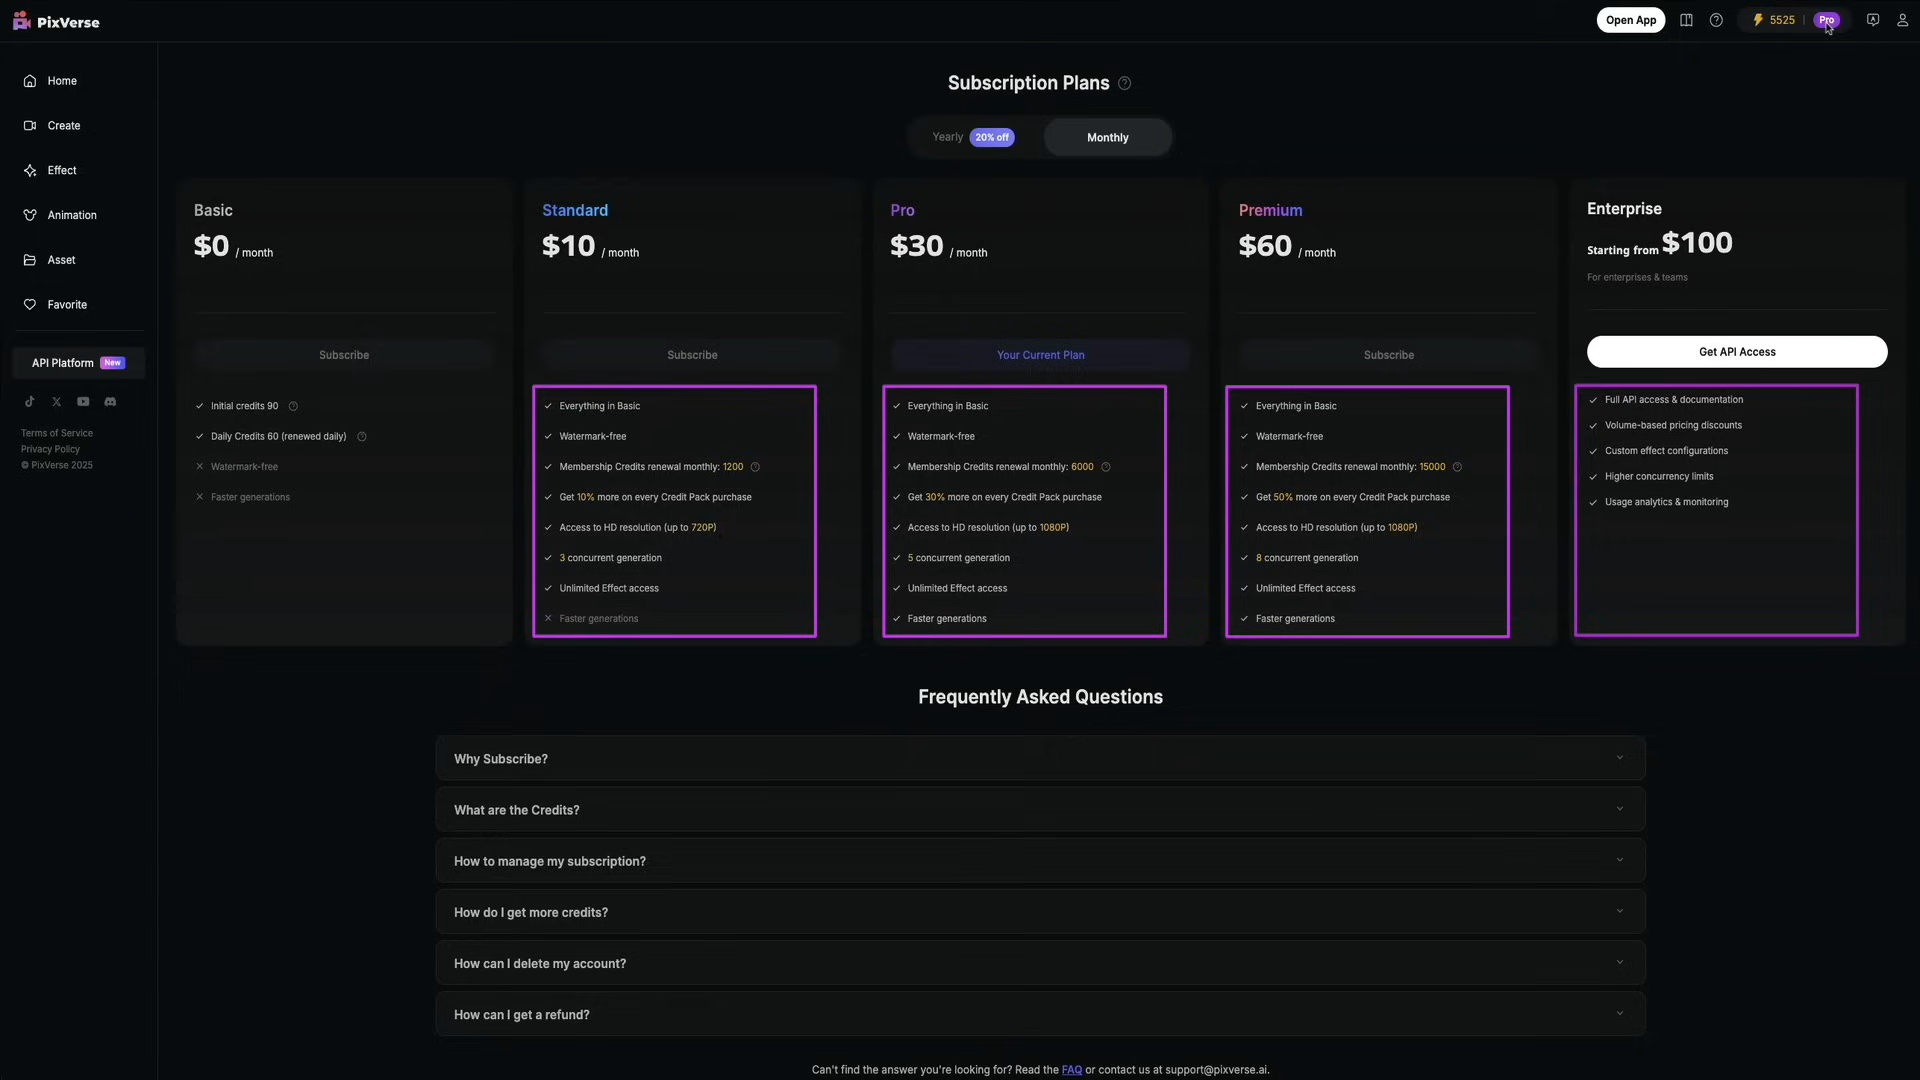 PixVerse
Open App
5525
Pro
Home
Create
Effect
Animation
Asset
Favorite
API Platform New
Terms of Service
Privacy Policy
© PixVerse 2025
Subscription Plans
Yearly 20% off
Monthly
Basic
$0 / month
Subscribe
Initial credits 90
Daily Credits 60 (renewed daily)
Watermark-free
Faster generations
Standard
$10 / month
Subscribe
Everything in Basic
Watermark-free
Membership Credits renewal monthly: 1200
Get 10% more on every Credit Pack purchase
Access to HD resolution (up to 720P)
3 concurrent generation
Unlimited Effect access
Faster generations
Pro
$30 / month
Your Current Plan
Everything in Basic
Watermark-free
Membership Credits renewal monthly: 6000
Get 30% more on every Credit Pack purchase
Access to HD resolution (up to 1080P)
5 concurrent generation
Unlimited Effect access
Faster generations
Premium
$60 / month
Subscribe
Everything in Basic
Watermark-free
Membership Credits renewal monthly: 15000
Get 50% more on every Credit Pack purchase
Access to HD resolution (up to 1080P)
8 concurrent generation
Unlimited Effect access
Faster generations
Enterprise
Starting from $100
For enterprises & teams
Get API Access
Full API access & documentation
Volume-based pricing discounts
Custom effect configurations
Higher concurrency limits
Usage analytics & monitoring
Frequently Asked Questions
Why Subscribe?
What are the Credits?
How to manage my subscription?
How do I get more credits?
How can I delete my account?
How can I get a refund?
Can't find the answer you're looking for? Read the FAQ or contact us at support@pixverse.ai.